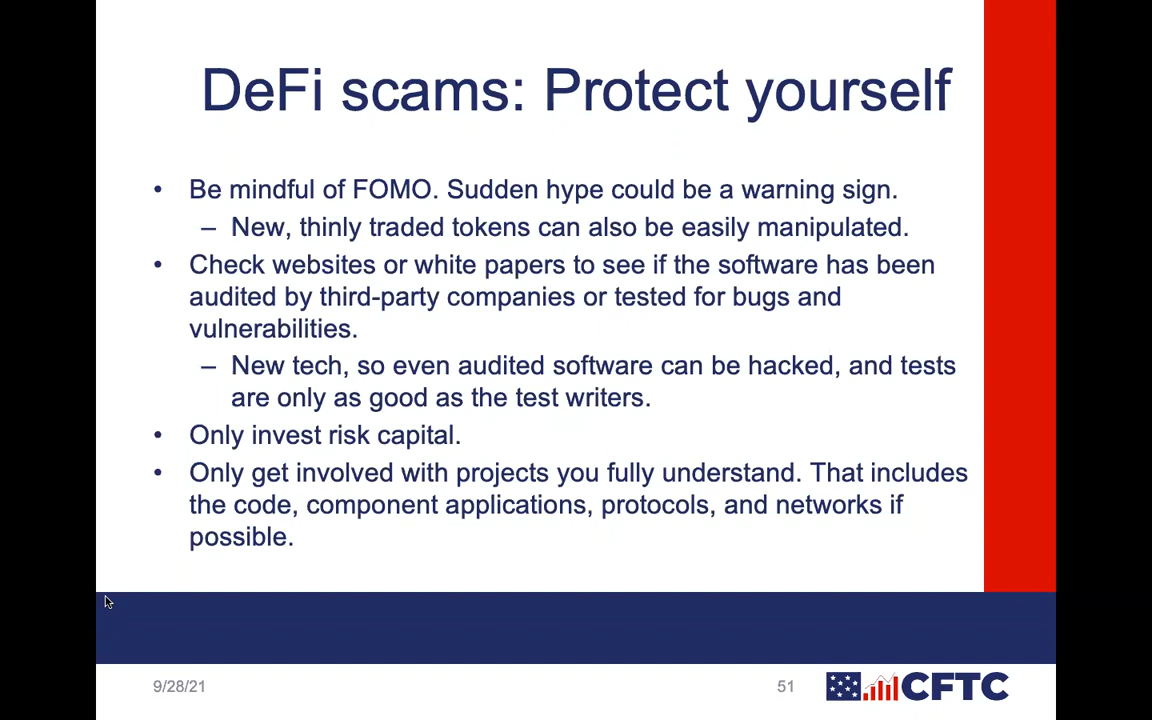 DeFi scams: Protect yourself
• Be mindful of FOMO. Sudden hype could be a warning sign.
– New, thinly traded tokens can also be easily manipulated.
• Check websites or white papers to see if the software has been
audited by third-party companies or tested for bugs and
vulnerabilities.
– New tech, so even audited software can be hacked, and tests
are only as good as the test writers.
• Only invest risk capital.
• Only get involved with projects you fully understand. That includes
the code, component applications, protocols, and networks if
possible.
9/28/21
51
CFTC